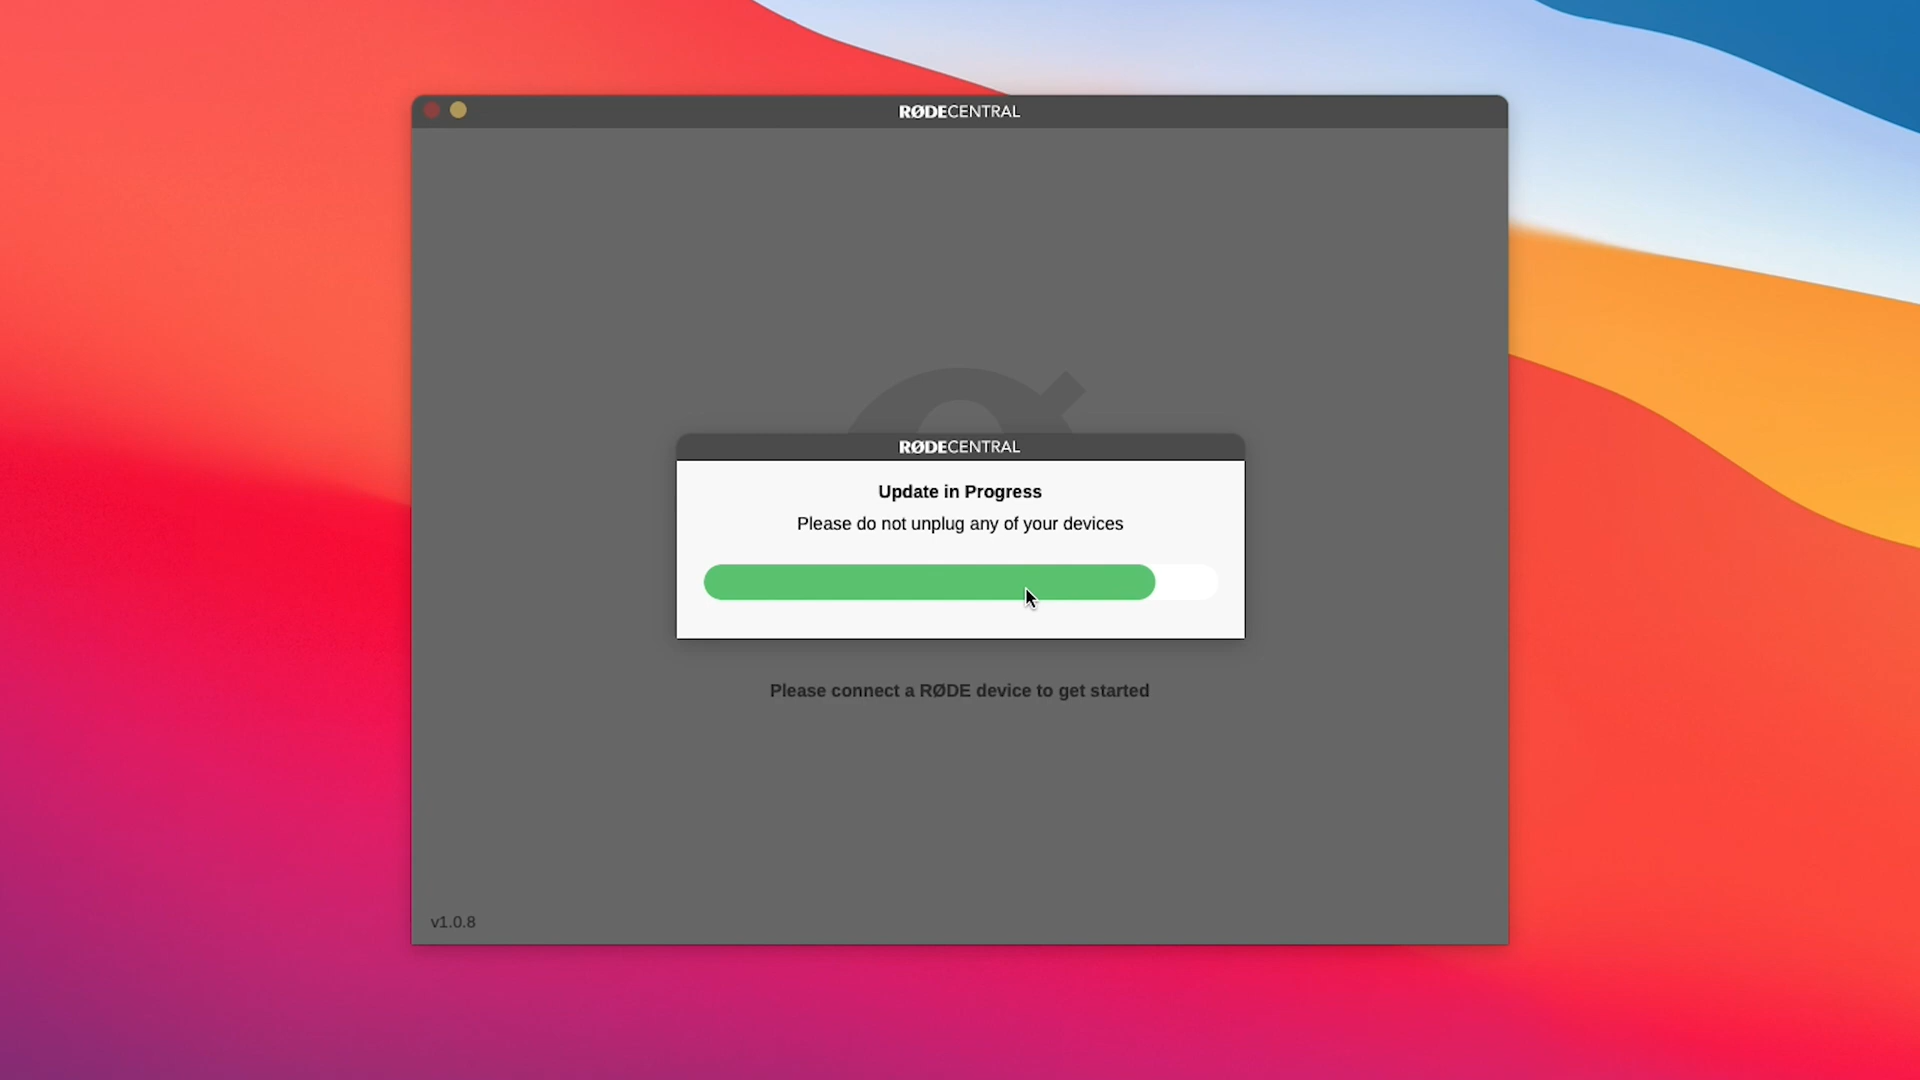 RØDECENTRAL
RØDECENTRAL
Update in Progress
Please do not unplug any of your devices
Please connect a RØDE device to get started
v1.0.8